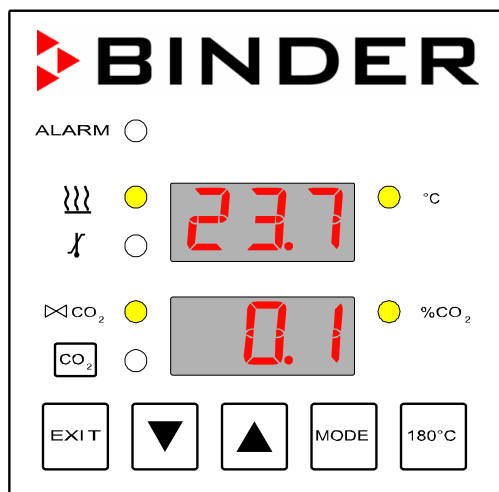 BINDER
ALARM
23.7 °C
CO₂ 0.1 %CO₂
CO₂
EXIT MODE 180°C